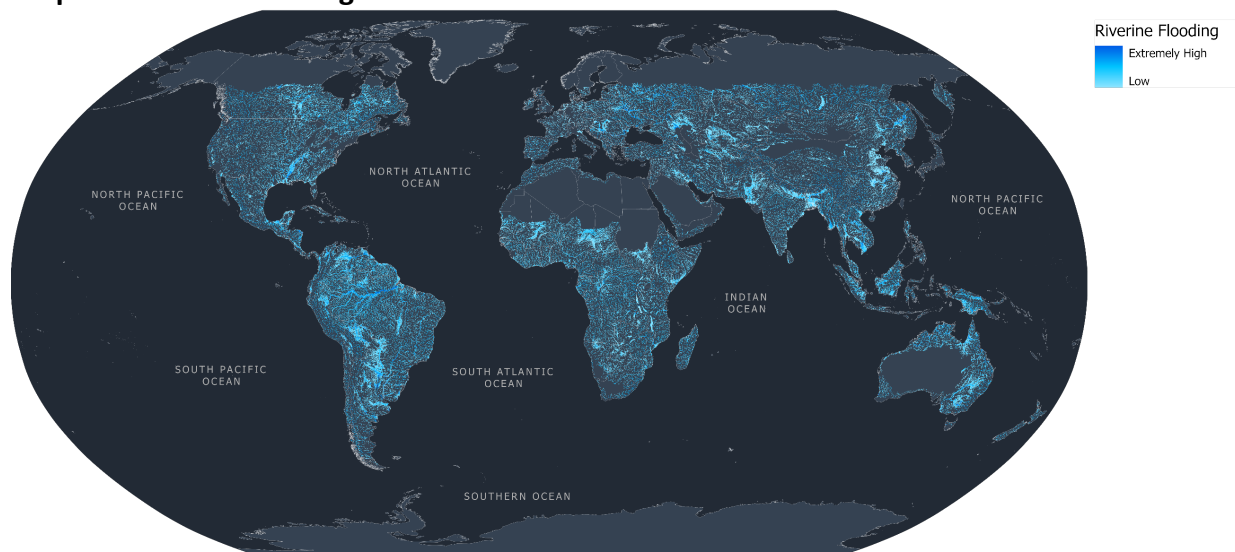 Riverine Flooding
Extremely High
Low
NORTH ATLANTIC
OCEAN
NORTH PACIFIC
OCEAN
NORTH PACIFIC
OCEAN
INDIAN
OCEAN
SOUTH PACIFIC
OCEAN
SOUTH ATLANTIC
OCEAN
SOUTHERN OCEAN